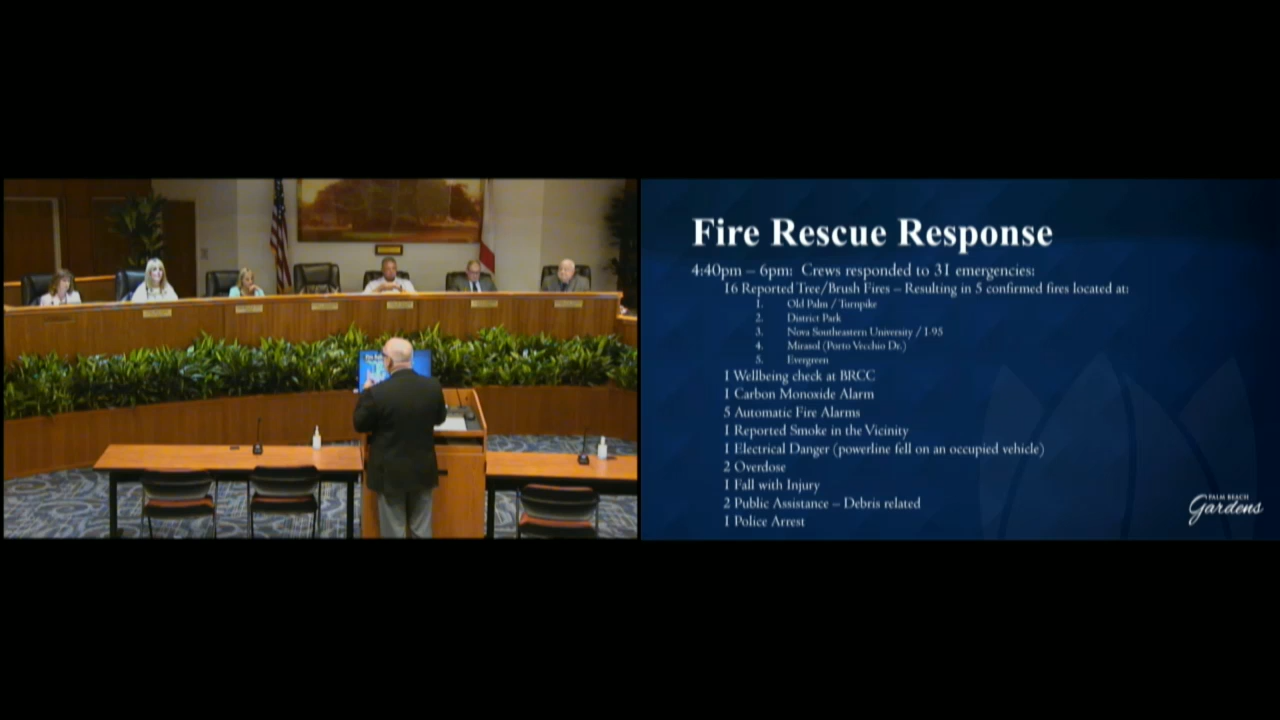 Fire Rescue Response
4:40pm – 6pm: Crews responded to 31 emergencies:
16 Reported Tree/Brush Fires – Resulting in 5 confirmed fires located at:
1. Old Palm / Turnpike
2. District Park
3. Nova Southeastern University / I-95
4. Mirasol (Porto Vecchio Dr.)
5. Evergreen
1 Wellbeing check at BRCC
1 Carbon Monoxide Alarm
5 Automatic Fire Alarms
1 Reported Smoke in the Vicinity
1 Electrical Danger (powerline fell on an occupied vehicle)
2 Overdose
1 Fall with Injury
2 Public Assistance – Debris related
1 Police Arrest
PALM BEACH
Gardens